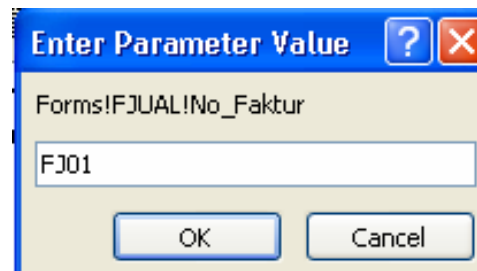 Enter Parameter Value
Forms!FJUAL!No_Faktur
FJ01
OK Cancel